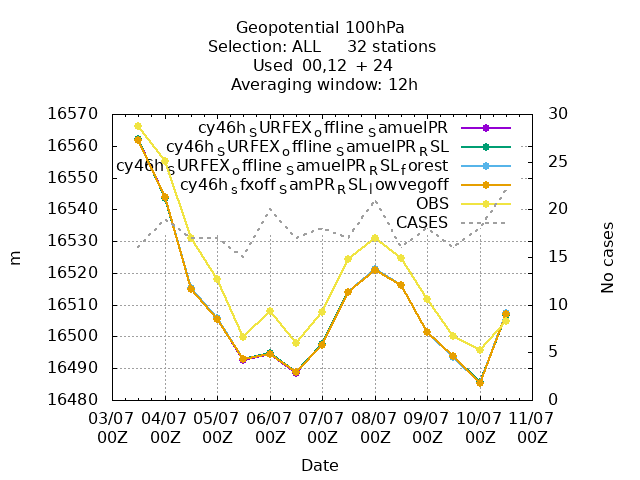 Geopotential 100hPa
Selection: ALL     32 stations
Used  00,12  + 24
Averaging window: 12h
cy46h_SURFEX_offline_samuelPR
cy46h_SURFEX_offline_samuelPR_RSL
cy46h_SURFEX_offline_samuelPR_RSL_forest
cy46h_sfxoff_SamPR_RSL_lowvegoff
OBS
CASES
16570
16560
16550
16540
16530
16520
16510
16500
16490
16480
m
30
25
20
15
10
5
0
No cases
03/07 04/07 05/07 06/07 07/07 08/07 09/07 10/07 11/07
00Z 00Z 00Z 00Z 00Z 00Z 00Z 00Z 00Z
Date